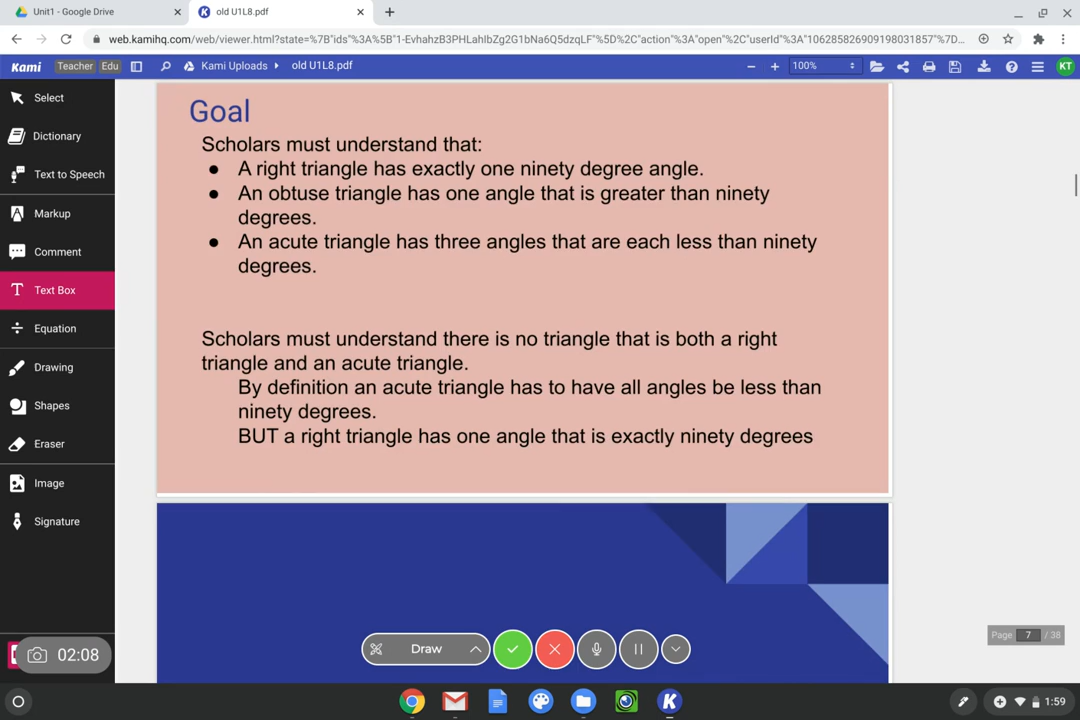 Unit1 - Google Drive
old U1L8.pdf
web.kamihq.com/web/viewer.html?state=%7B"ids"%3A%5B"1-EvhahzB3PHLahIbZg2G1bNa6Q5dzqLF"%5D%2C"action"%3A"open"%2C"userId"%3A"106285826909198031857"%7D...
Kami
Teacher
Edu
Kami Uploads
old U1L8.pdf
100%
KT
Select
Dictionary
Text to Speech
Markup
Comment
Text Box
Equation
Drawing
Shapes
Eraser
Image
Signature
Goal
Scholars must understand that:
● A right triangle has exactly one ninety degree angle.
● An obtuse triangle has one angle that is greater than ninety
degrees.
● An acute triangle has three angles that are each less than ninety
degrees.
Scholars must understand there is no triangle that is both a right
triangle and an acute triangle.
By definition an acute triangle has to have all angles be less than
ninety degrees.
BUT a right triangle has one angle that is exactly ninety degrees
Page 7 / 38
02:08
Draw
1:59